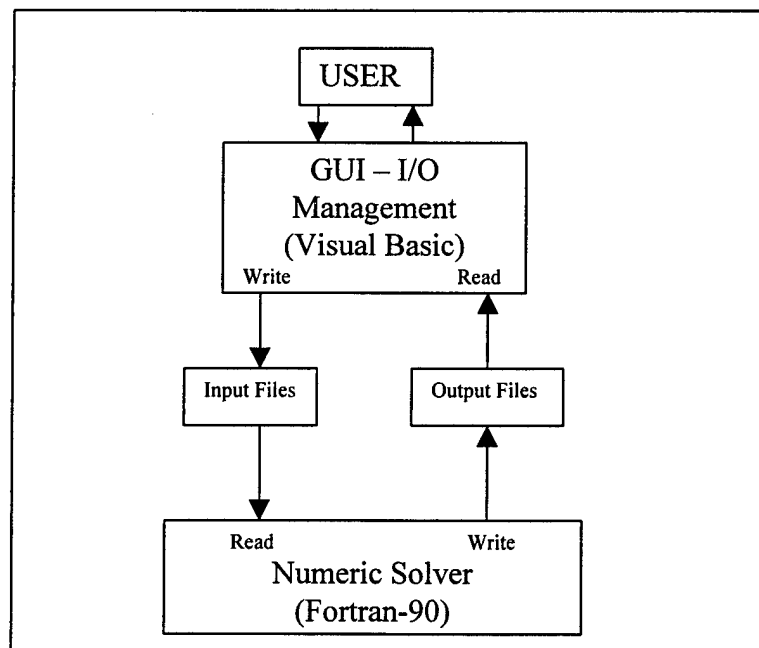 USER
GUI – I/O
Management
(Visual Basic)
Write Read
Input Files Output Files
Read Write
Numeric Solver
(Fortran-90)